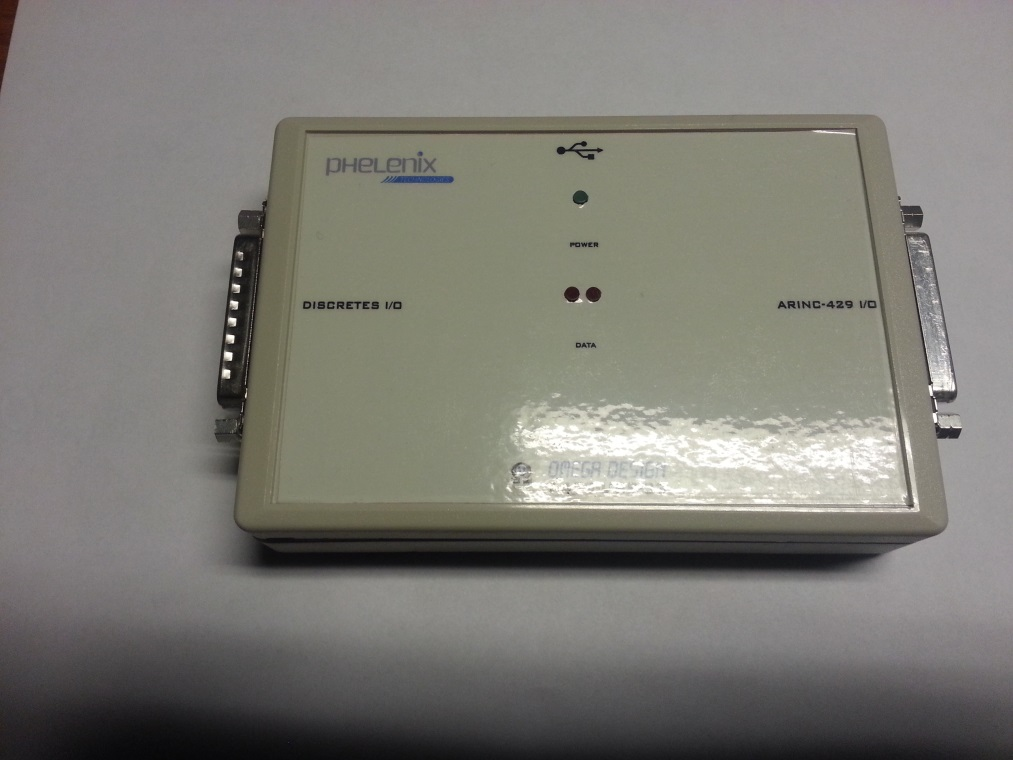 PHELENIX
POWER
DISCRETES I/O
ARINC-429 I/O
DATA
OMEGA DESIGN